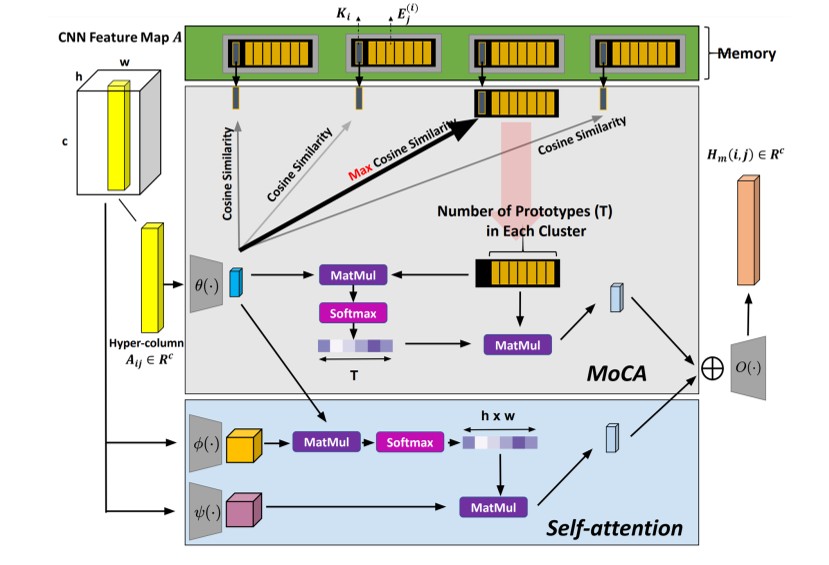 K_i
E_j^(i)
CNN Feature Map A
Memory
h
w
c
Cosine Similarity
Cosine Similarity
Max Cosine Similarity
Cosine Similarity
H_m(i,j) ∈ R^c
Number of Prototypes (T)
in Each Cluster
θ(·)
MatMul
Softmax
T
MatMul
Hyper-column
A_ij ∈ R^c
MoCA
⊕
O(·)
h x w
ϕ(·)
MatMul
Softmax
ψ(·)
MatMul
Self-attention